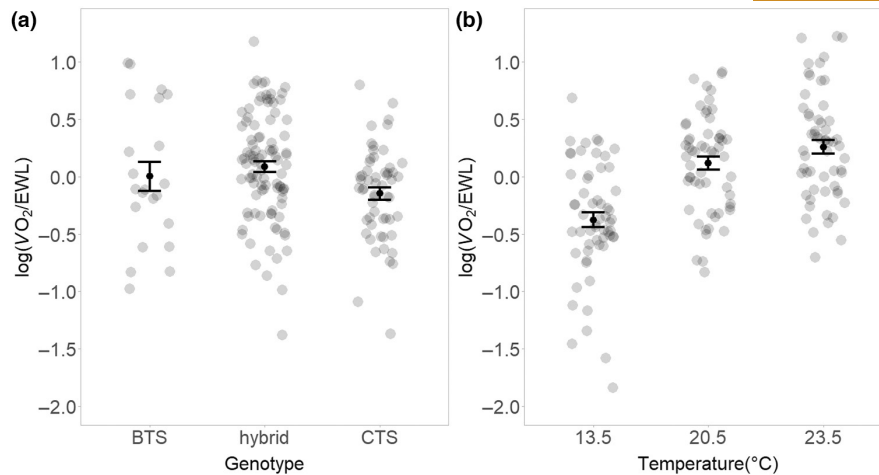 (a)
log(VO2/EWL)
1.0
0.5
0.0
−0.5
−1.0
−1.5
−2.0
BTS hybrid CTS
Genotype
(b)
log(VO2/EWL)
1.0
0.5
0.0
−0.5
−1.0
−1.5
−2.0
13.5 20.5 23.5
Temperature(°C)